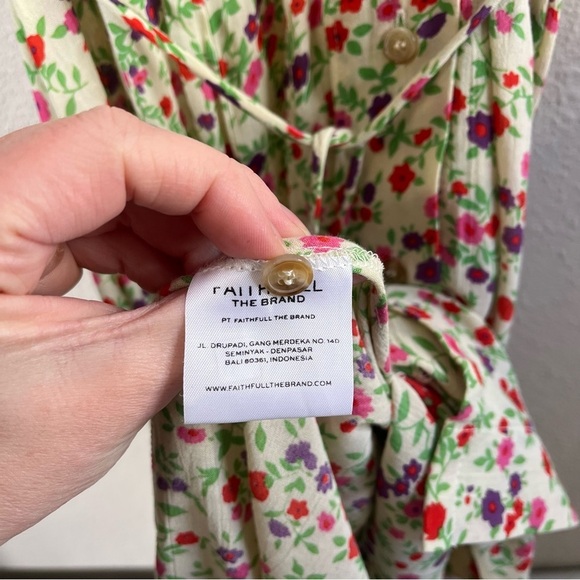 FAITHFULL
THE BRAND
PT. FAITHFULL THE BRAND
JL. DRUPADI, GANG MERDEKA NO. 14D
SEMINYAK - DENPASAR
BALI 80361, INDONESIA
WWW.FAITHFULLTHEBRAND.COM